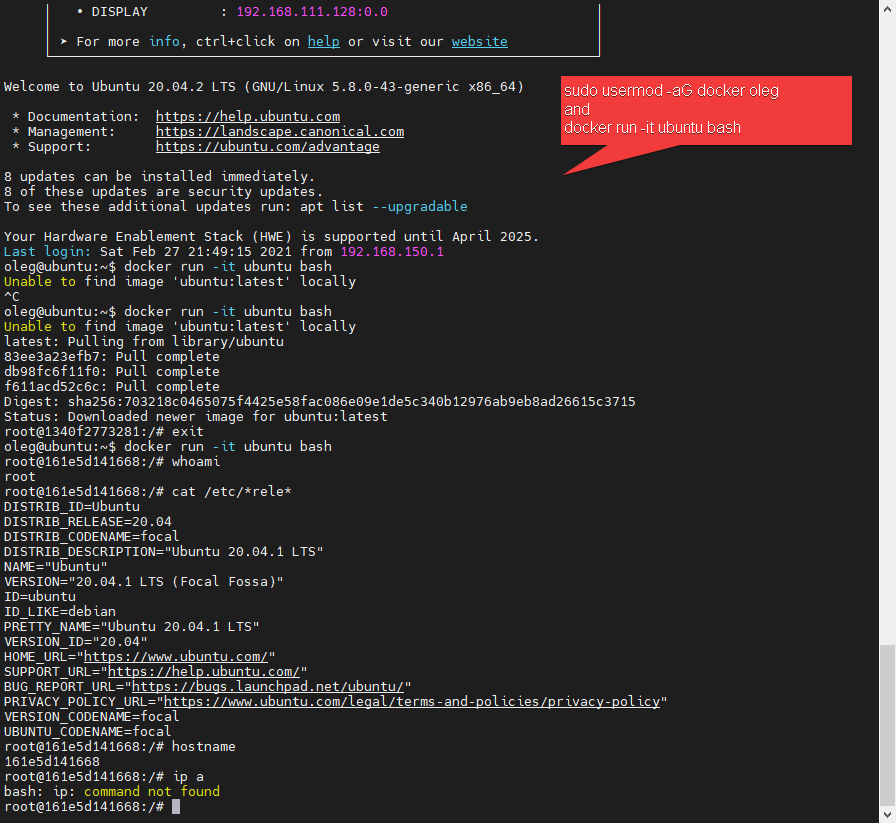 • DISPLAY         : 192.168.111.128:0.0
➤ For more info, ctrl+click on help or visit our website
Welcome to Ubuntu 20.04.2 LTS (GNU/Linux 5.8.0-43-generic x86_64)
sudo usermod -aG docker oleg
and
docker run -it ubuntu bash
* Documentation:  https://help.ubuntu.com
* Management:     https://landscape.canonical.com
* Support:        https://ubuntu.com/advantage
8 updates can be installed immediately.
8 of these updates are security updates.
To see these additional updates run: apt list --upgradable
Your Hardware Enablement Stack (HWE) is supported until April 2025.
Last login: Sat Feb 27 21:49:15 2021 from 192.168.150.1
oleg@ubuntu:~$ docker run -it ubuntu bash
Unable to find image 'ubuntu:latest' locally
^C
oleg@ubuntu:~$ docker run -it ubuntu bash
Unable to find image 'ubuntu:latest' locally
latest: Pulling from library/ubuntu
83ee3a23efb7: Pull complete
db98fc6f11f0: Pull complete
f611acd52c6c: Pull complete
Digest: sha256:703218c0465075f4425e58fac086e09e1de5c340b12976ab9eb8ad26615c3715
Status: Downloaded newer image for ubuntu:latest
root@1340f2773281:/# exit
oleg@ubuntu:~$ docker run -it ubuntu bash
root@161e5d141668:/# whoami
root
root@161e5d141668:/# cat /etc/*rele*
DISTRIB_ID=Ubuntu
DISTRIB_RELEASE=20.04
DISTRIB_CODENAME=focal
DISTRIB_DESCRIPTION="Ubuntu 20.04.1 LTS"
NAME="Ubuntu"
VERSION="20.04.1 LTS (Focal Fossa)"
ID=ubuntu
ID_LIKE=debian
PRETTY_NAME="Ubuntu 20.04.1 LTS"
VERSION_ID="20.04"
HOME_URL="https://www.ubuntu.com/"
SUPPORT_URL="https://help.ubuntu.com/"
BUG_REPORT_URL="https://bugs.launchpad.net/ubuntu/"
PRIVACY_POLICY_URL="https://www.ubuntu.com/legal/terms-and-policies/privacy-policy"
VERSION_CODENAME=focal
UBUNTU_CODENAME=focal
root@161e5d141668:/# hostname
161e5d141668
root@161e5d141668:/# ip a
bash: ip: command not found
root@161e5d141668:/#